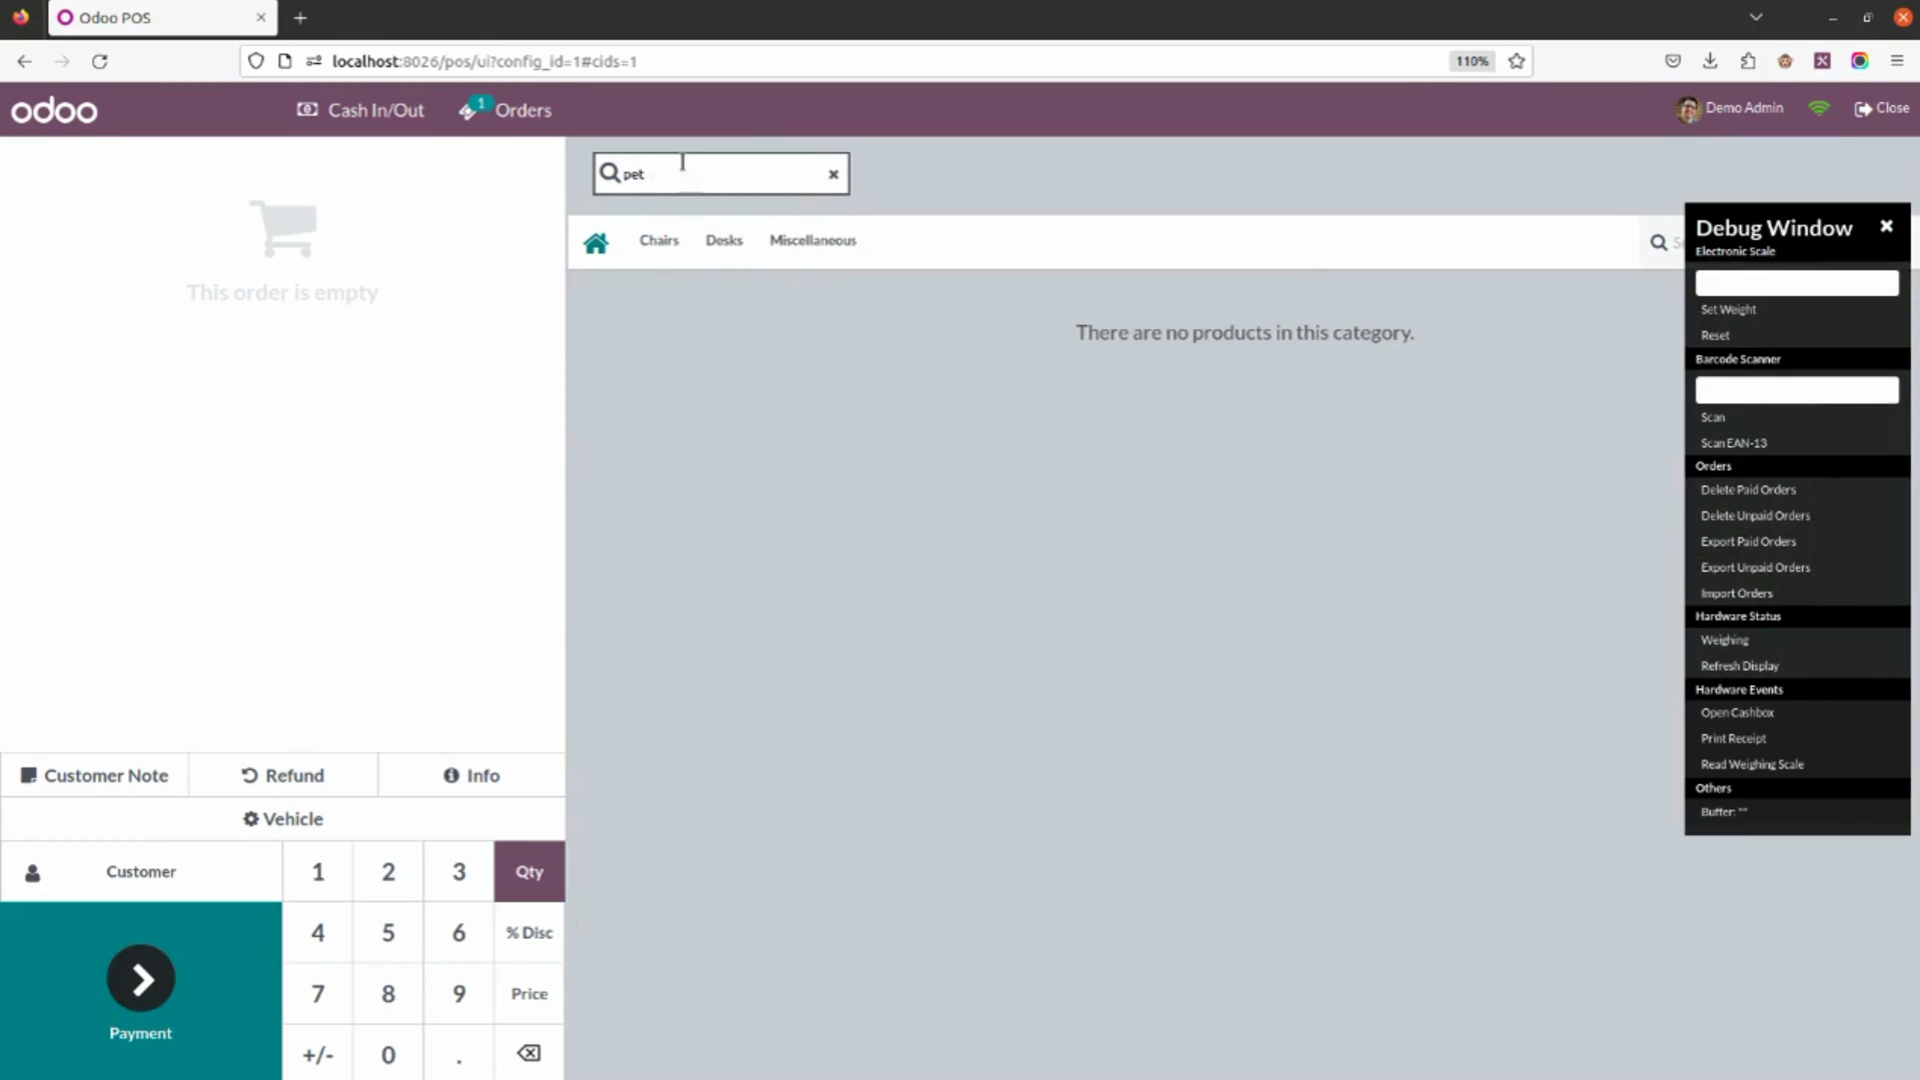 Odoo POS
localhost:8026/pos/ui?config_id=1#cids=1
110%
odoo
Cash In/Out
1
Orders
Demo Admin
Close
This order is empty
pet
Chairs
Desks
Miscellaneous
There are no products in this category.
Debug Window
Electronic Scale
Set Weight
Reset
Barcode Scanner
Scan
Scan EAN-13
Orders
Delete Paid Orders
Delete Unpaid Orders
Export Paid Orders
Export Unpaid Orders
Import Orders
Hardware Status
Weighing
Refresh Display
Hardware Events
Open Cashbox
Print Receipt
Read Weighing Scale
Others
Buffer: ""
Customer Note
Refund
Info
Vehicle
Customer
1 2 3 Qty
4 5 6 % Disc
7 8 9 Price
+/- 0 .
Payment